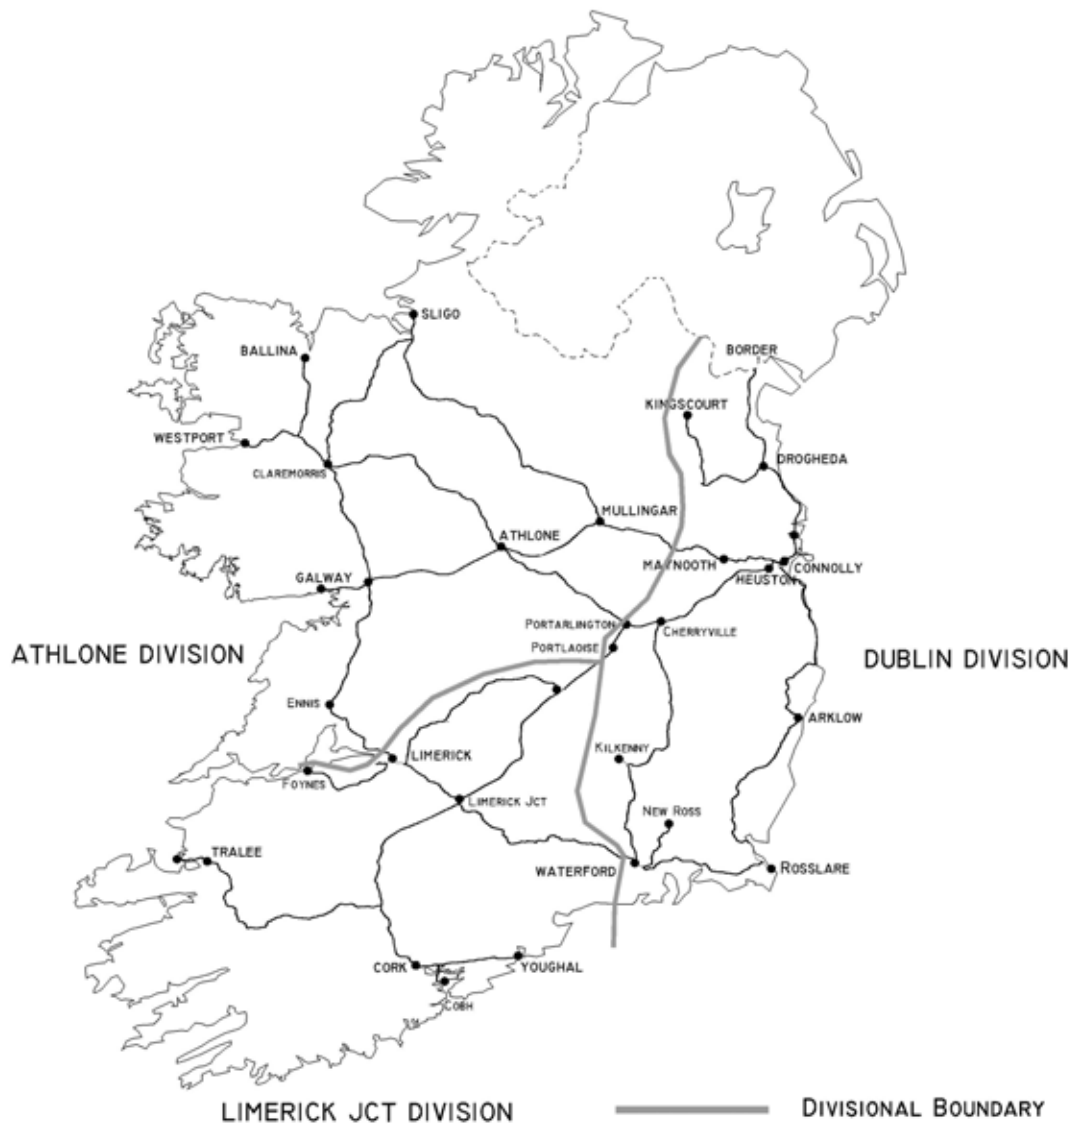 SLIGO
BORDER
BALLINA
KINGSCOURT
WESTPORT
DROGHEDA
CLAREMORRIS
MULLINGAR
ATHLONE
MAYNOOTH
CONNOLLY
HEUSTON
GALWAY
PORTARLINGTON
CHERRYVILLE
PORTLAOISE
ATHLONE DIVISION
DUBLIN DIVISION
ENNIS
ARKLOW
KILKENNY
LIMERICK
FOYNES
LIMERICK JCT
NEW ROSS
TRALEE
WATERFORD
ROSSLARE
CORK
YOUGHAL
COBH
LIMERICK JCT DIVISION
DIVISIONAL BOUNDARY